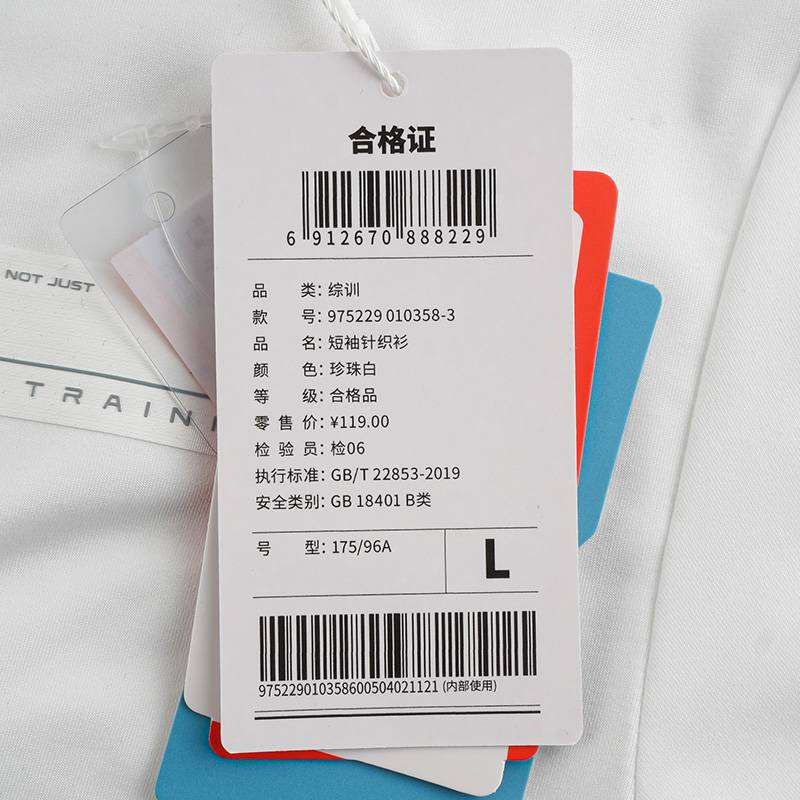 合格证
6 912670 888229
品类：综训
款号：975229 010358-3
品名：短袖针织衫
颜色：珍珠白
等级：合格品
零售价：¥119.00
检验员：检06
执行标准：GB/T 22853-2019
安全类别：GB 18401 B类
号型：175/96A
L
975229010358600504021121 (内部使用)
NOT JUST
TRAINI